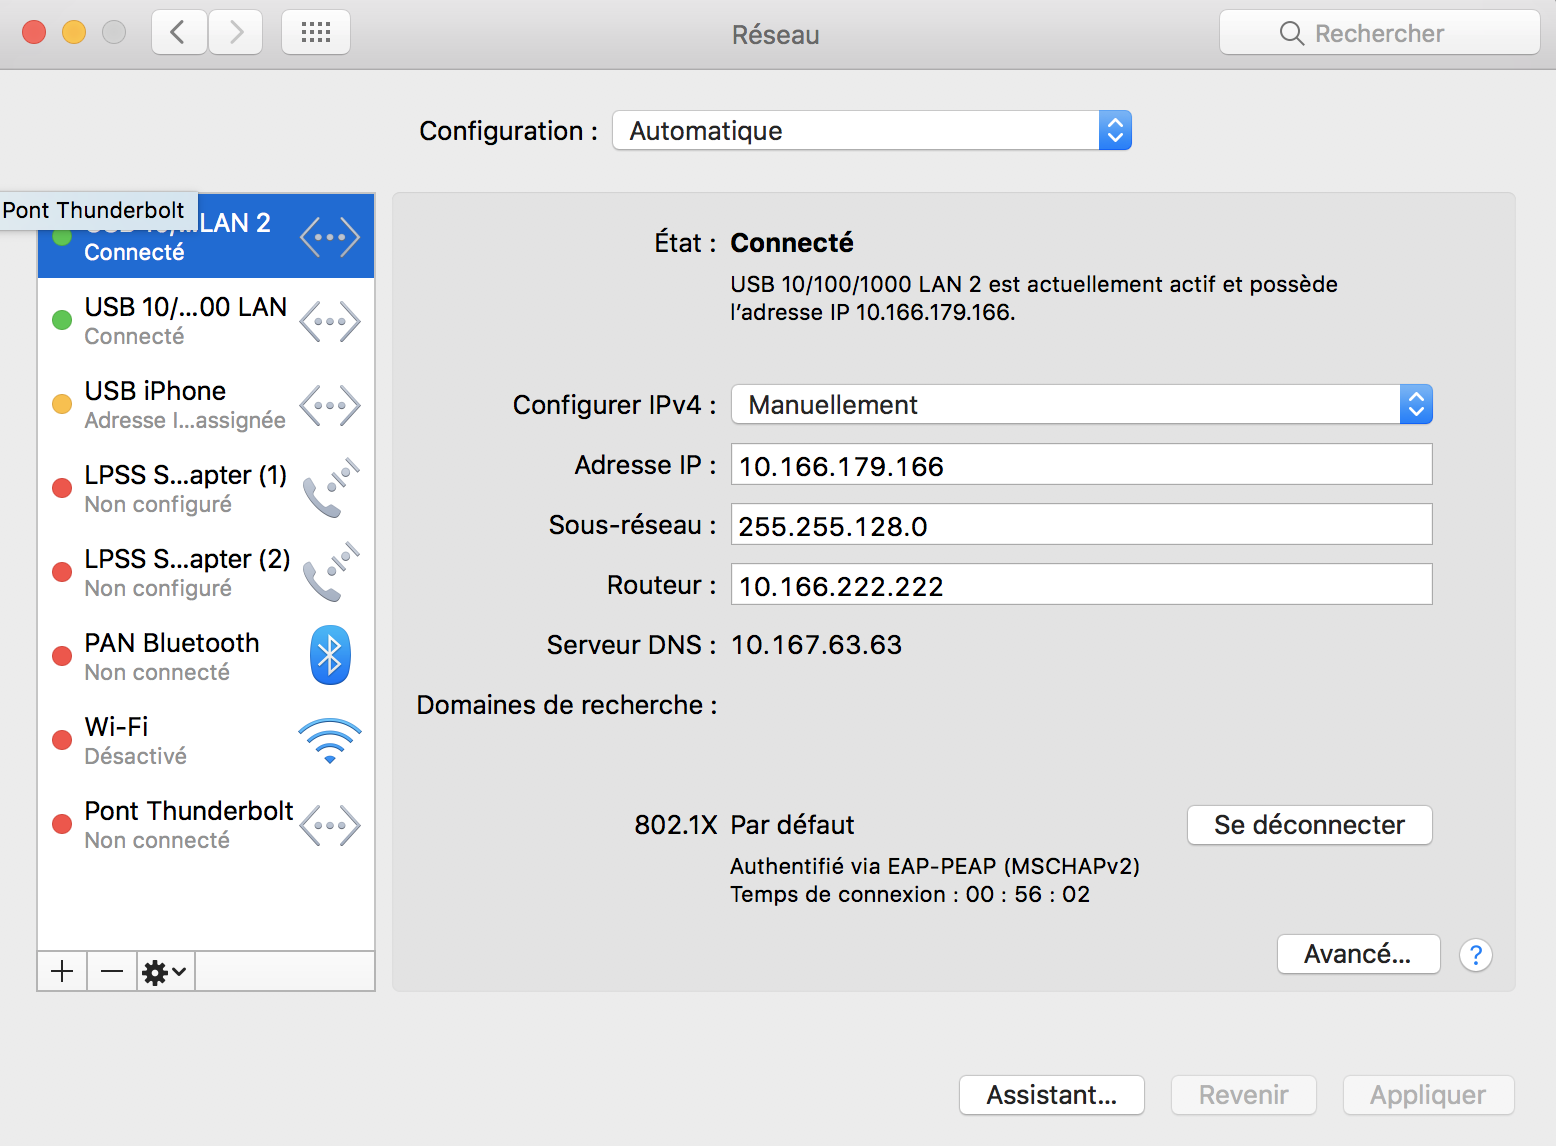 Réseau
Rechercher
Configuration :
Automatique
Pont Thunderbolt
...LAN 2
Connecté
USB 10/...00 LAN
Connecté
USB iPhone
Adresse I...assignée
LPSS S...apter (1)
Non configuré
LPSS S...apter (2)
Non configuré
PAN Bluetooth
Non connecté
Wi-Fi
Désactivé
Pont Thunderbolt
Non connecté
État : Connecté
USB 10/100/1000 LAN 2 est actuellement actif et possède
l’adresse IP 10.166.179.166.
Configurer IPv4 : Manuellement
Adresse IP : 10.166.179.166
Sous-réseau : 255.255.128.0
Routeur : 10.166.222.222
Serveur DNS : 10.167.63.63
Domaines de recherche :
802.1X Par défaut
Se déconnecter
Authentifié via EAP-PEAP (MSCHAPv2)
Temps de connexion : 00 : 56 : 02
Avancé...
?
Assistant...
Revenir
Appliquer